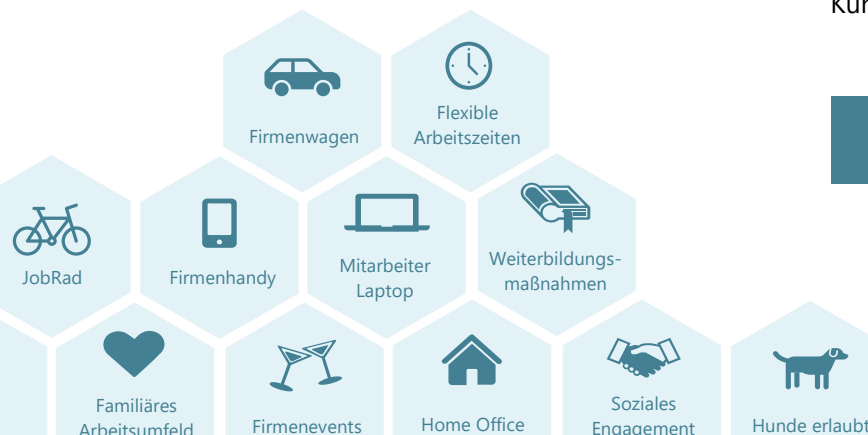 Firmenwagen
Flexible
Arbeitszeiten
JobRad
Firmenhandy
Mitarbeiter
Laptop
Weiterbildungs-
maßnahmen
Familiäres
Arbeitsumfeld
Firmenevents
Home Office
Soziales
Engagement
Hunde erlaubt